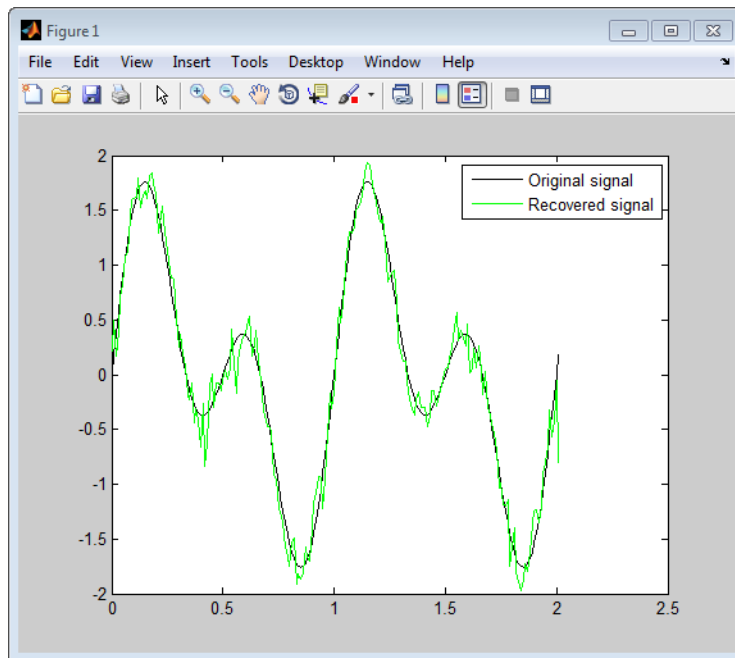 Figure 1
File Edit View Insert Tools Desktop Window Help
Original signal
Recovered signal
2
1.5
1
0.5
0
-0.5
-1
-1.5
-2
0 0.5 1 1.5 2 2.5